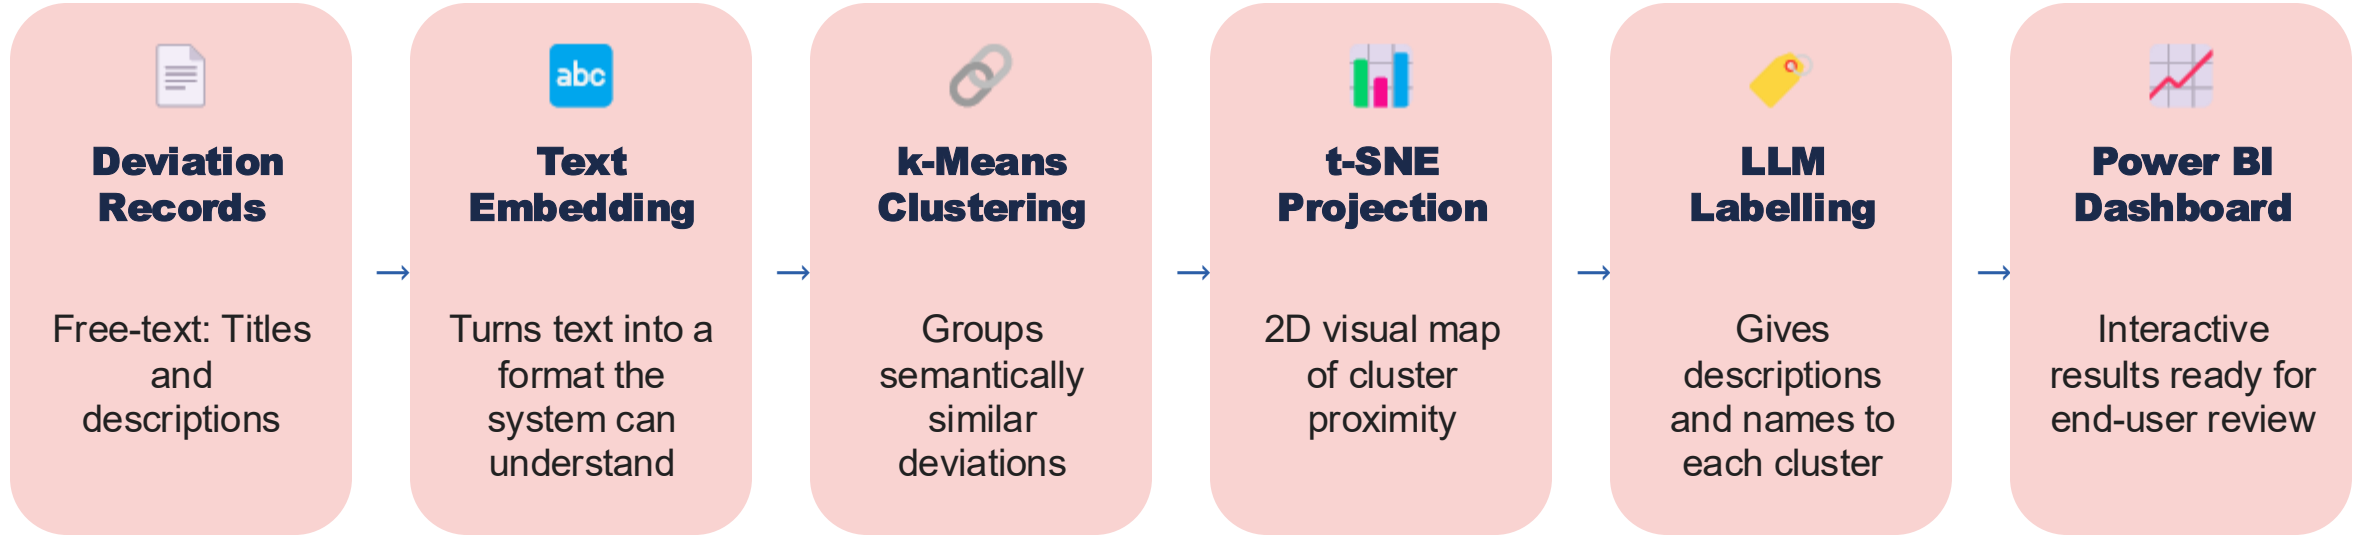 abc
Deviation
Records
Free-text: Titles
and
descriptions
→
Text
Embedding
Turns text into a
format the
system can
understand
→
k-Means
Clustering
Groups
semantically
similar
deviations
→
t-SNE
Projection
2D visual map
of cluster
proximity
→
LLM
Labelling
Gives
descriptions
and names to
each cluster
→
Power BI
Dashboard
Interactive
results ready for
end-user review